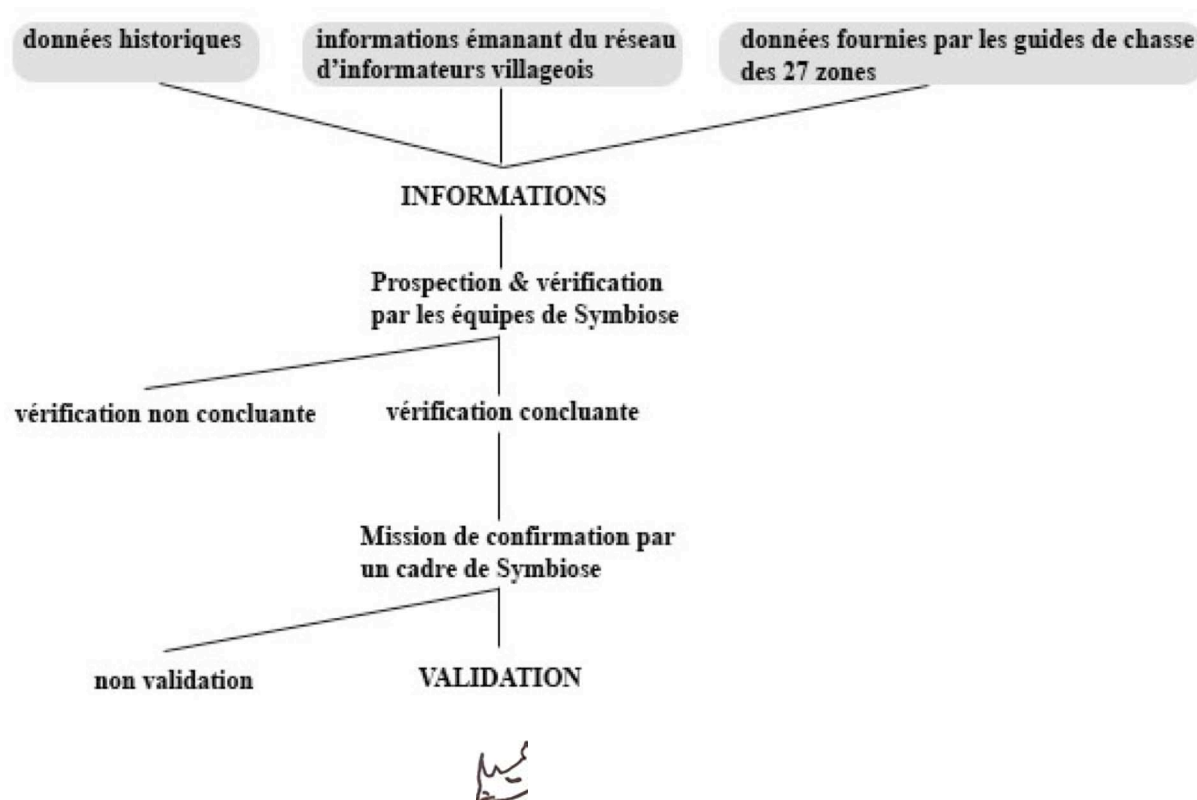 données historiques
informations émanant du réseau
d'informateurs villageois
données fournies par les guides de chasse
des 27 zones
INFORMATIONS
Prospection & vérification
par les équipes de Symbiose
vérification non concluante
vérification concluante
Mission de confirmation par
un cadre de Symbiose
non validation
VALIDATION